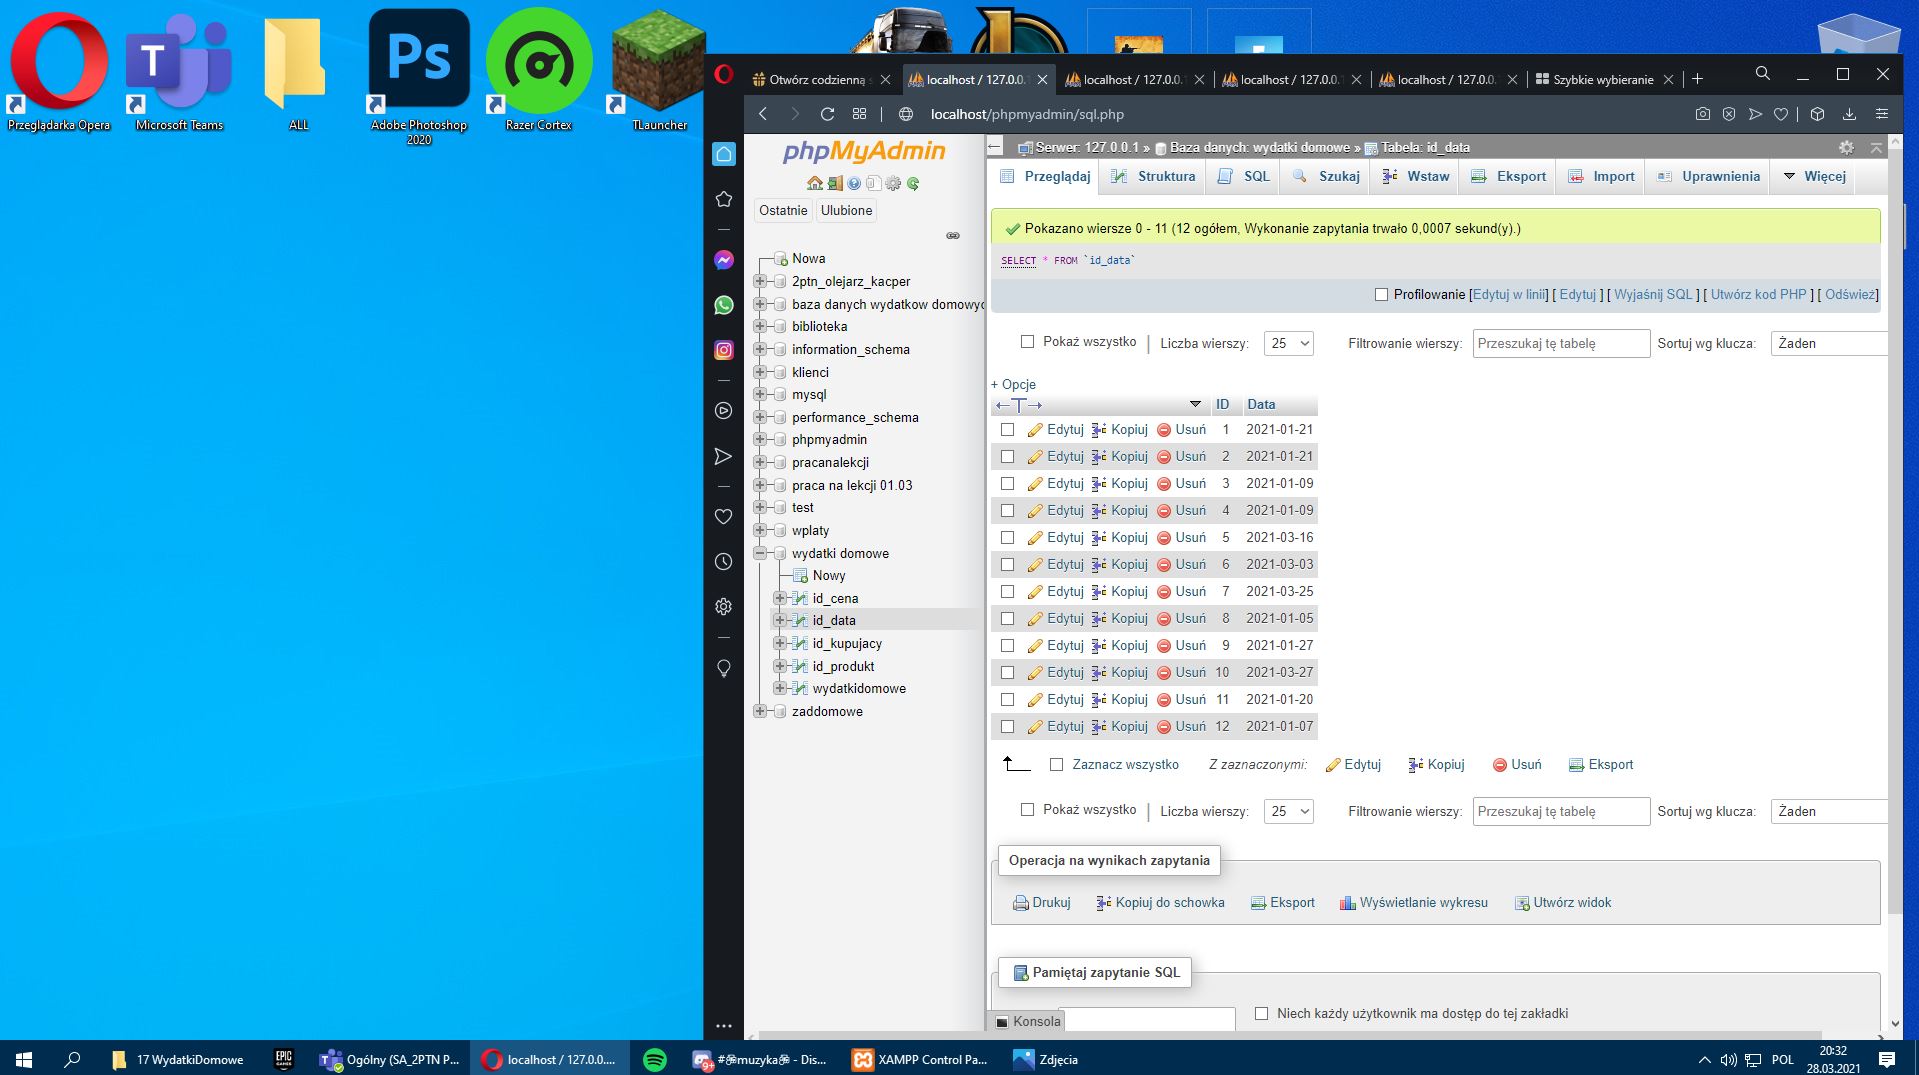 Przeglądarka Opera
Microsoft Teams
ALL
Adobe Photoshop
2020
Razer Cortex
TLauncher
T
Ps
Otwórz codzienną s
localhost / 127.0.0.1
localhost / 127.0.0.1
localhost / 127.0.0.
localhost / 127.0.0.
Szybkie wybieranie
localhost/phpmyadmin/sql.php
phpMyAdmin
Ostatnie
Ulubione
Nowa
2ptn_olejarz_kacper
baza danych wydatkow domowyc
biblioteka
information_schema
klienci
mysql
performance_schema
phpmyadmin
pracanalekcji
praca na lekcji 01.03
test
wplaty
wydatki domowe
Nowy
id_cena
id_data
id_kupujacy
id_produkt
wydatkidomowe
zaddomowe
Serwer: 127.0.0.1 » Baza danych: wydatki domowe » Tabela: id_data
Przeglądaj Struktura SQL Szukaj Wstaw Eksport Import Uprawnienia Więcej
Pokazano wiersze 0 - 11 (12 ogółem, Wykonanie zapytania trwało 0,0007 sekund(y).)
SELECT * FROM `id_data`
Profilowanie [Edytuj w linii] [ Edytuj ] [ Wyjaśnij SQL ] [ Utwórz kod PHP ] [ Odśwież]
Pokaż wszystko | Liczba wierszy: 25 Filtrowanie wierszy: Przeszukaj tę tabelę Sortuj wg klucza: Żaden
+ Opcje
←T→ ID Data
Edytuj Kopiuj Usuń 1 2021-01-21
Edytuj Kopiuj Usuń 2 2021-01-21
Edytuj Kopiuj Usuń 3 2021-01-09
Edytuj Kopiuj Usuń 4 2021-01-09
Edytuj Kopiuj Usuń 5 2021-03-16
Edytuj Kopiuj Usuń 6 2021-03-03
Edytuj Kopiuj Usuń 7 2021-03-25
Edytuj Kopiuj Usuń 8 2021-01-05
Edytuj Kopiuj Usuń 9 2021-01-27
Edytuj Kopiuj Usuń 10 2021-03-27
Edytuj Kopiuj Usuń 11 2021-01-20
Edytuj Kopiuj Usuń 12 2021-01-07
Zaznacz wszystko Z zaznaczonymi: Edytuj Kopiuj Usuń Eksport
Pokaż wszystko | Liczba wierszy: 25 Filtrowanie wierszy: Przeszukaj tę tabelę Sortuj wg klucza: Żaden
Operacja na wynikach zapytania
Drukuj Kopiuj do schowka Eksport Wyświetlanie wykresu Utwórz widok
Pamiętaj zapytanie SQL
Niech każdy użytkownik ma dostęp do tej zakładki
Konsola
17 WydatkiDomowe
EPIC GAMES
Ogólny (SA_2PTN P...
localhost / 127.0.0....
9+
#֍muzyka֍ - Dis...
XAMPP Control Pa...
Zdjęcia
POL
20:32
28.03.2021